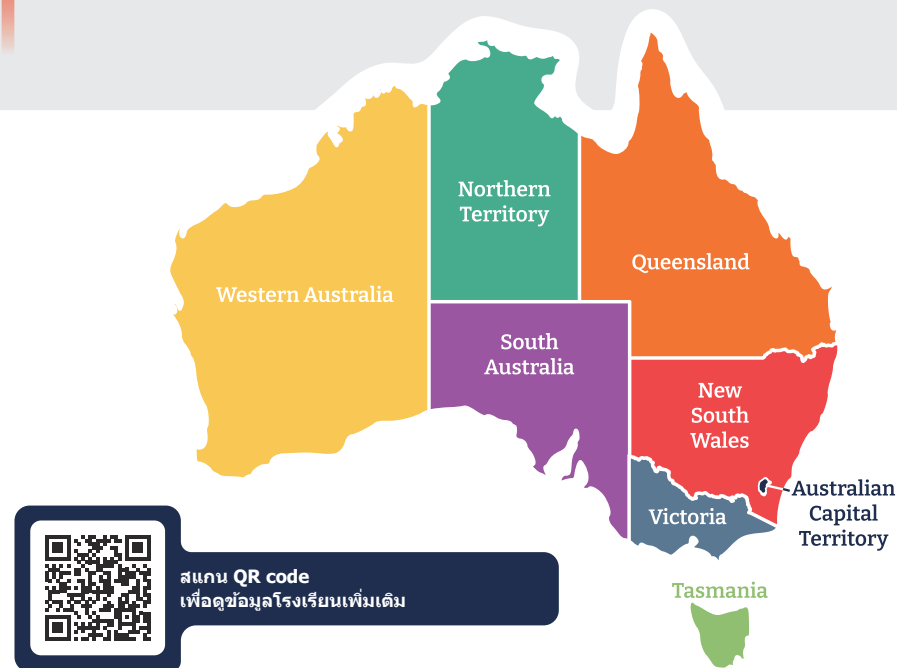 Northern
Territory
Queensland
Western Australia
South
Australia
New
South
Wales
Australian
Capital
Territory
Victoria
สแกน QR code
เพื่อดูข้อมูลโรงเรียนเพิ่มเติม
Tasmania